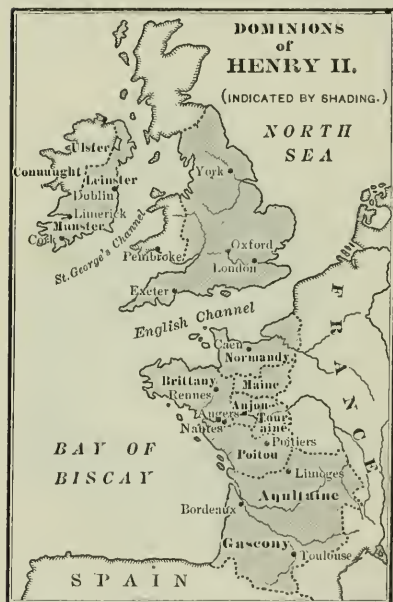 DOMINIONS
of
HENRY II.
(INDICATED BY SHADING.)
NORTH
SEA
Ulster
Connaught
Leinster
Dublin
Limerick
Munster
Cork
St. George's Channel
York
Pembroke
Oxford
London
Exeter
English Channel
Caen
Normandy
FRANCE
Brittany
Maine
Rennes
Anjou
Angers
Tour
aine
Nantes
Poitiers
Poitou
BAY OF
BISCAY
Limoges
Aquitaine
Bordeaux
Gascony
Toulouse
SPAIN